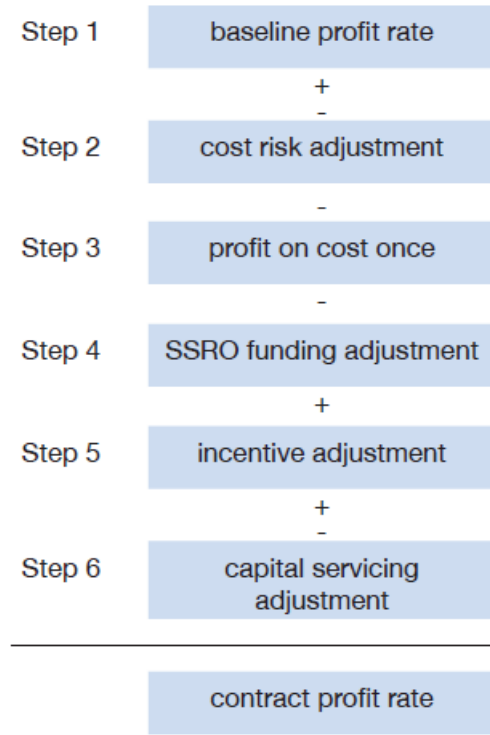 Step 1 baseline profit rate
+
-
Step 2 cost risk adjustment
-
Step 3 profit on cost once
-
Step 4 SSRO funding adjustment
+
Step 5 incentive adjustment
+
-
Step 6 capital servicing
adjustment
contract profit rate